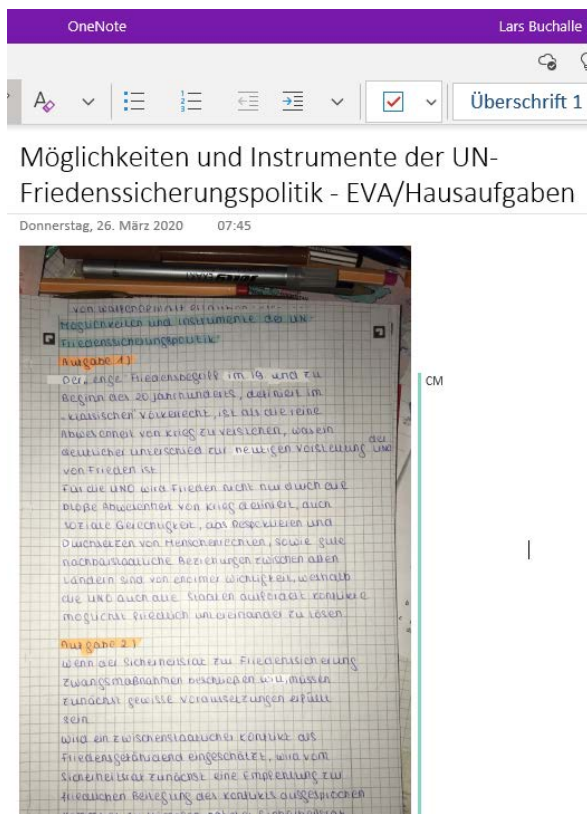 OneNote
Lars Buchalle
Überschrift 1
Möglichkeiten und Instrumente der UN-
Friedenssicherungspolitik - EVA/Hausaufgaben
Donnerstag, 26. März 2020 07:45
CM
von Waffengewalt
Möglichkeiten und Instrumente der UN-
Friedenssicherungspolitik
Aufgabe 1)
Der „enge" Friedensbegriff im 19. und zu
Beginn des 20. Jahrhunderts, definiert im
„klassischen" Völkerrecht, ist als die reine
Abwesenheit von Krieg zu verstehen, was ein
deutlicher Unterschied zur heutigen Vorstellung der UNO
von Frieden ist.
Für die UNO wird Frieden nicht nur durch die
bloße Abwesenheit von Krieg definiert, auch
soziale Gerechtigkeit, das Respektieren und
Durchsetzen von Menschenrechten, sowie gute
nachbarstaatliche Beziehungen zwischen allen
Ländern sind von enormer Wichtigkeit, weshalb
die UNO auch alle Staaten auffordert Konflikte
möglichst friedlich untereinander zu lösen.
Aufgabe 2)
Wenn der Sicherheitsrat zur Friedenssicherung
Zwangsmaßnahmen beschließen will, müssen
zunächst gewisse Voraussetzungen erfüllt
sein.
Wird ein zwischenstaatlicher Konflikt als
friedensgefährdend eingeschätzt, wird vom
Sicherheitsrat zunächst eine Empfehlung zur
friedlichen Beilegung des Konflikts ausgesprochen